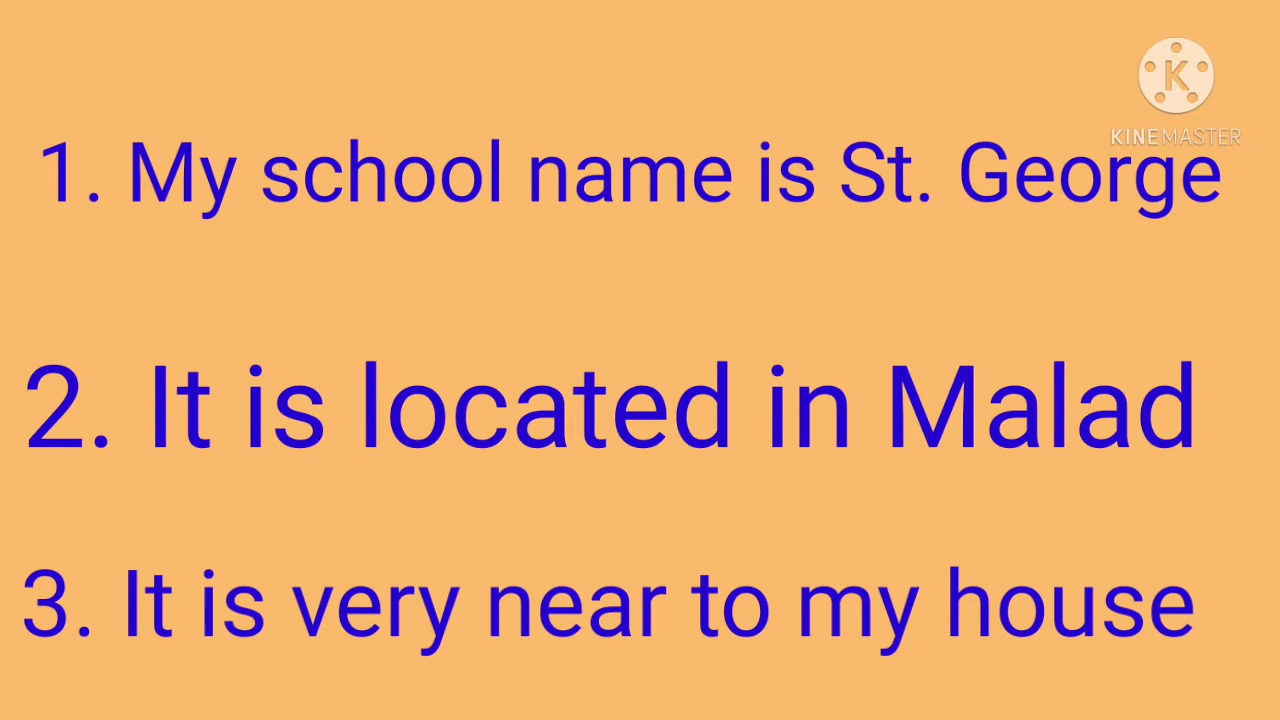 K
KINEMASTER
1. My school name is St. George
2. It is located in Malad
3. It is very near to my house